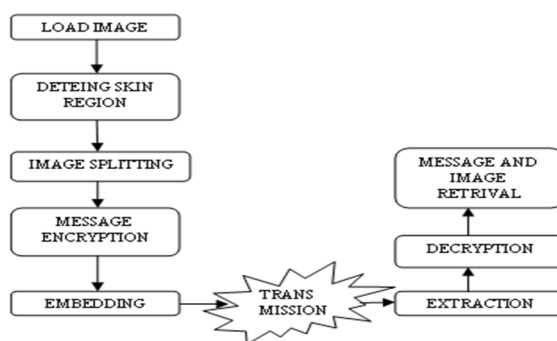 LOAD IMAGE
DETEING SKIN
REGION
IMAGE SPLITTING
MESSAGE
ENCRYPTION
EMBEDDING
TRANS
MISSION
EXTRACTION
DECRYPTION
MESSAGE AND
IMAGE
RETRIVAL